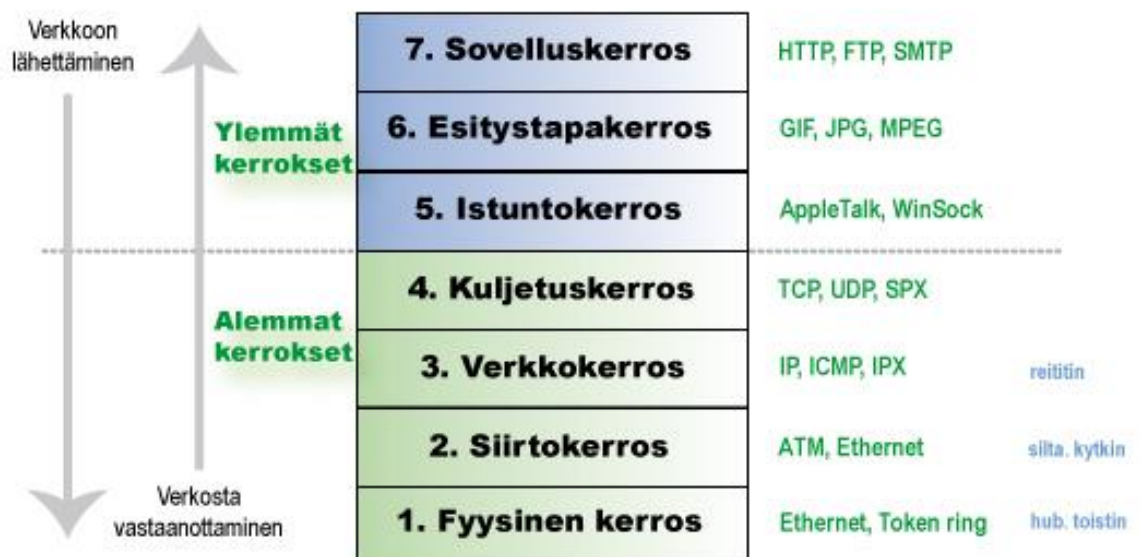 Verkkoon
lähettäminen
7. Sovelluskerros
HTTP, FTP, SMTP
Ylemmät
kerrokset
6. Esitystapakerros
GIF, JPG, MPEG
5. Istuntokerros
AppleTalk, WinSock
4. Kuljetuskerros
TCP, UDP, SPX
Alemmat
kerrokset
3. Verkkokerros
IP, ICMP, IPX
reititin
2. Siirtokerros
ATM, Ethernet
silta. kytkin
Verkosta
vastaanottaminen
1. Fyysinen kerros
Ethernet, Token ring
hub. toistin